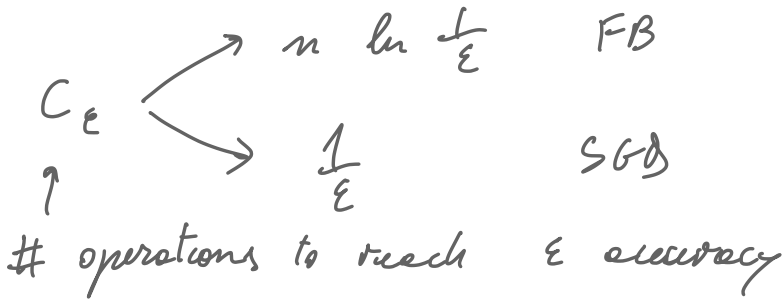 n ln 1/ε FB
C_ε
1/ε SGD
# operations to reach ε accuracy